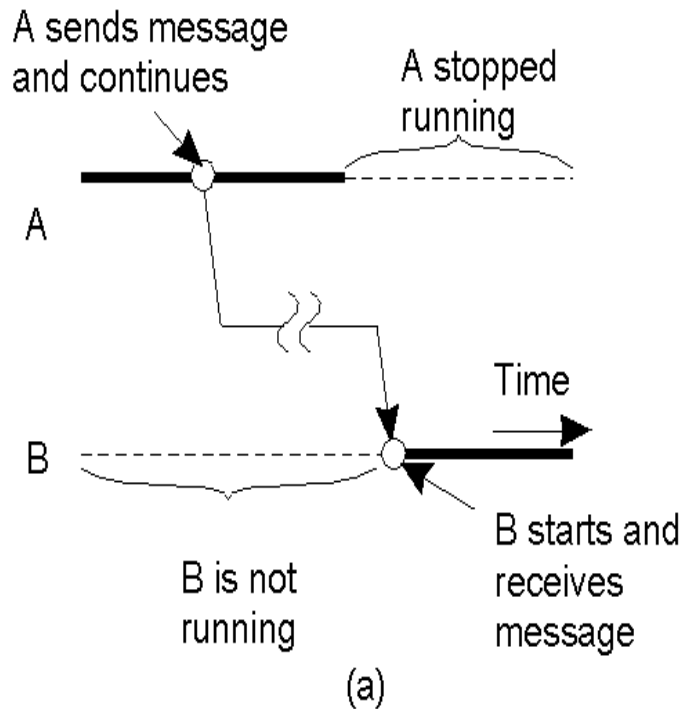 A sends message
and continues
A stopped
running
A
Time
B
B starts and
receives
message
B is not
running
(a)